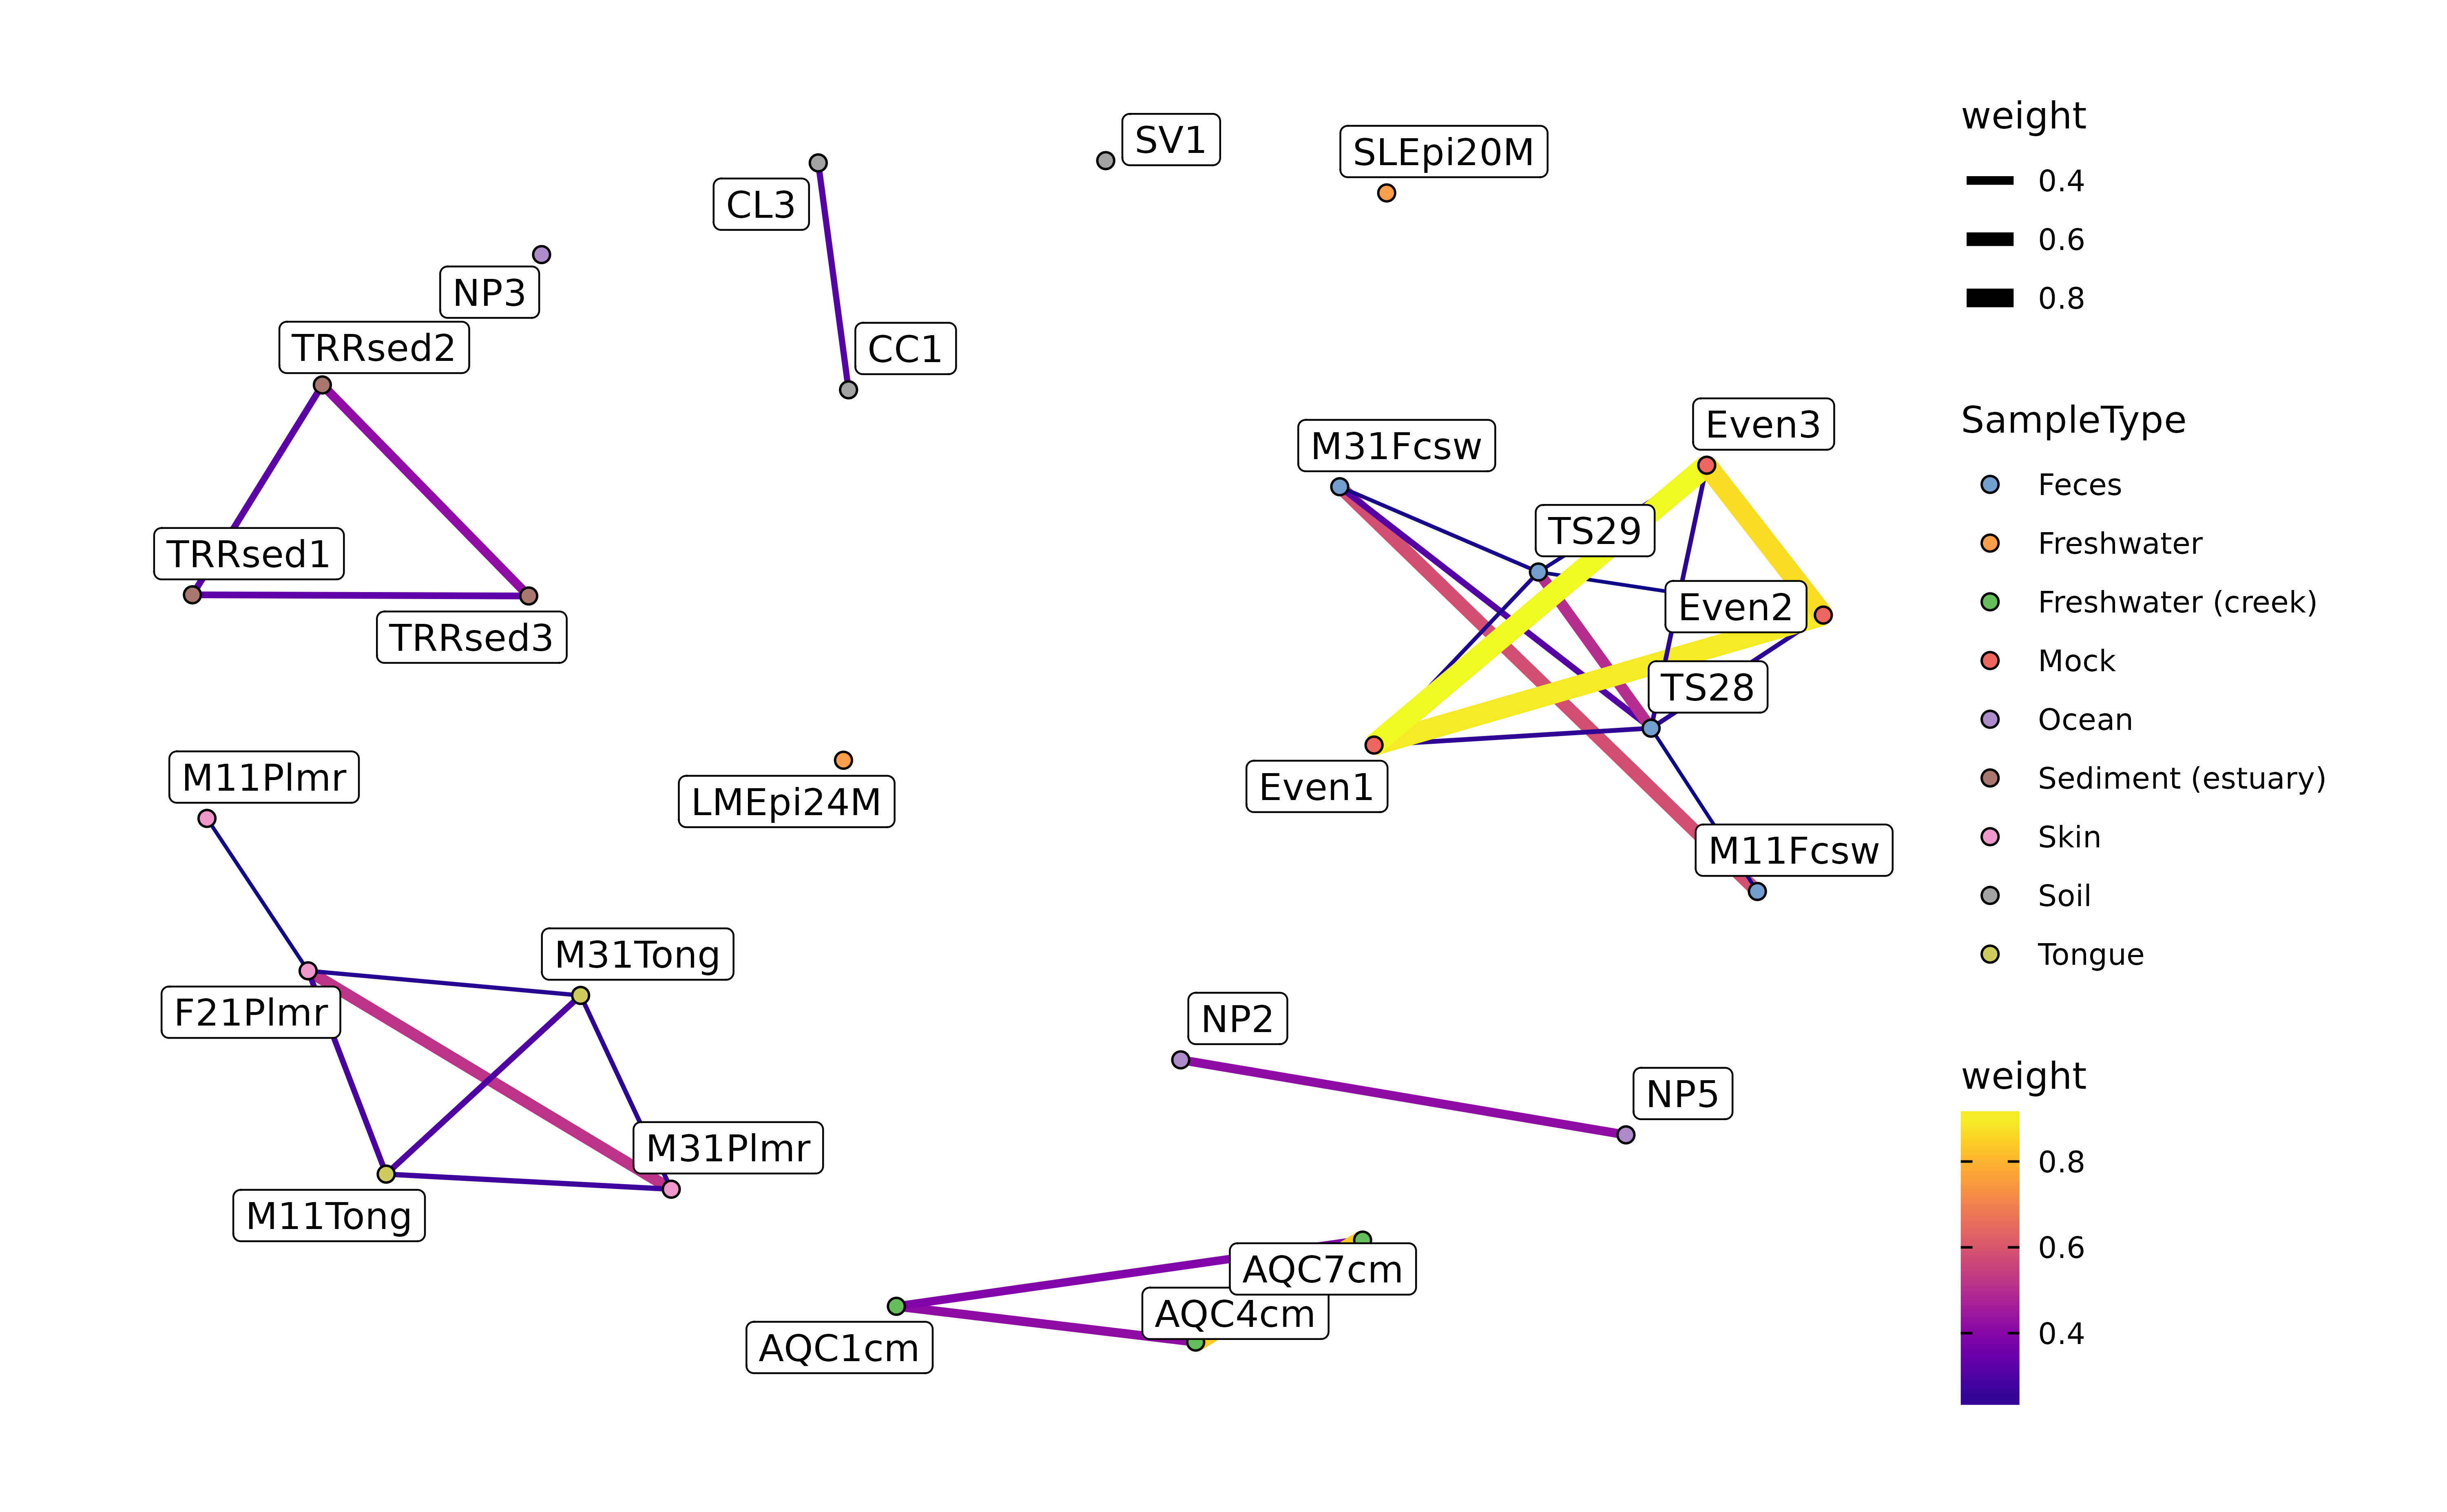 SV1
SLEpi20M
CL3
NP3
TRRsed2
CC1
TRRsed1
TRRsed3
M31Fcsw
Even3
TS29
Even2
TS28
Even1
M11Fcsw
M11Plmr
LMEpi24M
M31Tong
F21Plmr
M31Plmr
M11Tong
NP2
NP5
AQC7cm
AQC4cm
AQC1cm
weight
0.4
0.6
0.8
SampleType
Feces
Freshwater
Freshwater (creek)
Mock
Ocean
Sediment (estuary)
Skin
Soil
Tongue
weight
0.8
0.6
0.4